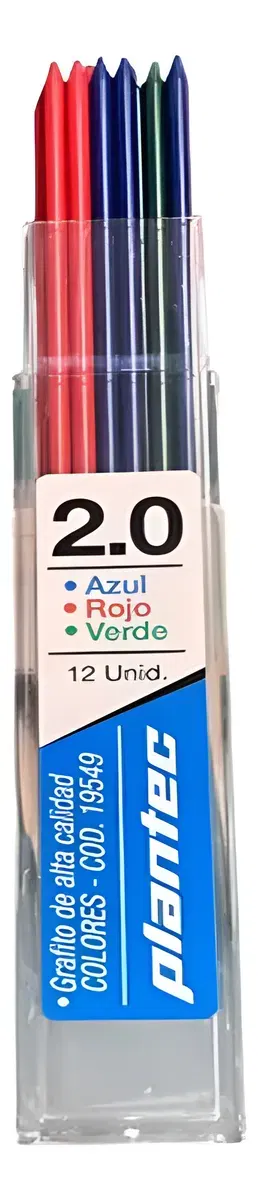 2.0
• Azul
• Rojo
• Verde
12 Unid.
• Grafito de alta calidad
COLORES - COD. 19549
plantec